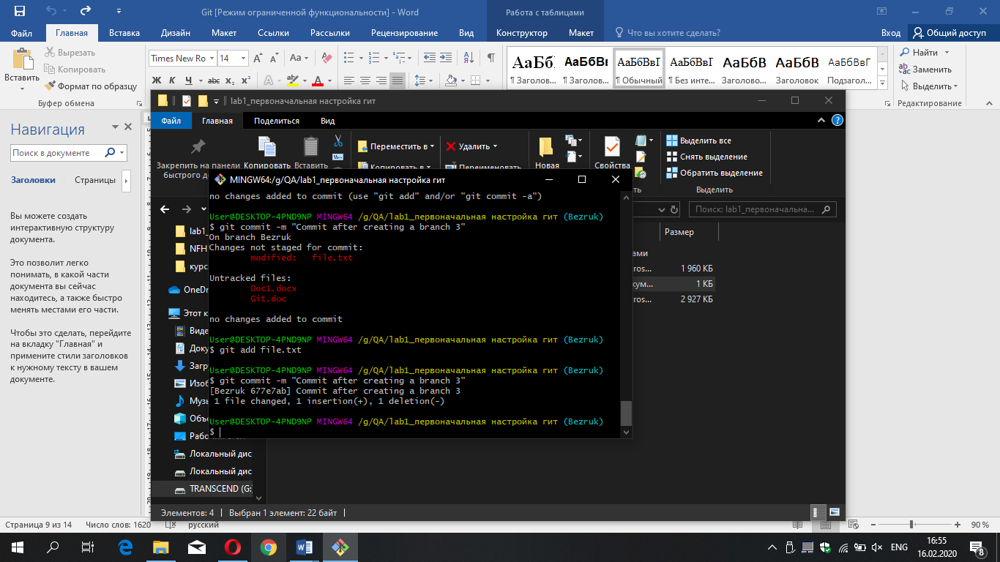 Git [Режим ограниченной функциональности] - Word
Работа с таблицами
Файл Главная Вставка Дизайн Макет Ссылки Рассылки Рецензирование Вид Конструктор Макет Что вы хотите сделать? Вход Общий доступ
Вставить
Вырезать
Копировать
Формат по образцу
Буфер обмена
Times New Ro 14
Ж К Ч abc x₂ x²
АаБбІ АаБбВв АаБбВвГ АаБбВвІ АаБбВв АаБбВв АаБбВвГ
¶ Заголов... ¶ Заголов... ¶ Обычный ¶ Без инте... Заголово... Заголовок Подзагол...
Найти
Заменить
Выделить
Редактирование
Навигация
Поиск в документе
Заголовки Страницы
Вы можете создать
интерактивную структуру
документа.
Это позволит легко
понимать, в какой части
документа вы сейчас
находитесь, а также быстро
менять местами его части.
Чтобы это сделать, перейдите
на вкладку "Главная" и
примените стили заголовков
к нужному тексту в вашем
документе.
lab1_первоначальная настройка гит
Файл Главная Поделиться Вид
Закрепить на панели
быстрого д
Копировать
Вставить
Переместить в
Копировать в
Удалить
Переименовать
Новая
Свойства
ть
Выделить все
Снять выделение
Обратить выделение
Выделить
Поиск: lab1_первоначальна...
Размер
ами
ros... 1 960 КБ
кум... 1 КБ
ros... 2 927 КБ
lab1_
NFH
курс
OneDr
Этот к
Виде
Доку
Загр
Изоб
Музы
Объе
Рабо
Локальный дис
Локальный дис
TRANSCEND (G:)
MINGW64:/g/QA/lab1_первоначальная настройка гит
no changes added to commit (use "git add" and/or "git commit -a")
User@DESKTOP-4PND9NP MINGW64 /g/QA/lab1_первоначальная настройка гит (Bezruk)
$ git commit -m "Commit after creating a branch 3"
On branch Bezruk
Changes not staged for commit:
modified: file.txt
Untracked files:
Doc1.docx
Git.doc
no changes added to commit
User@DESKTOP-4PND9NP MINGW64 /g/QA/lab1_первоначальная настройка гит (Bezruk)
$ git add file.txt
User@DESKTOP-4PND9NP MINGW64 /g/QA/lab1_первоначальная настройка гит (Bezruk)
$ git commit -m "Commit after creating a branch 3"
[Bezruk 677e7ab] Commit after creating a branch 3
1 file changed, 1 insertion(+), 1 deletion(-)
User@DESKTOP-4PND9NP MINGW64 /g/QA/lab1_первоначальная настройка гит (Bezruk)
$
Элементов: 4 Выбран 1 элемент: 22 байт
Страница 9 из 14 Число слов: 1620 русский 90 %
ENG
16:55
16.02.2020
8